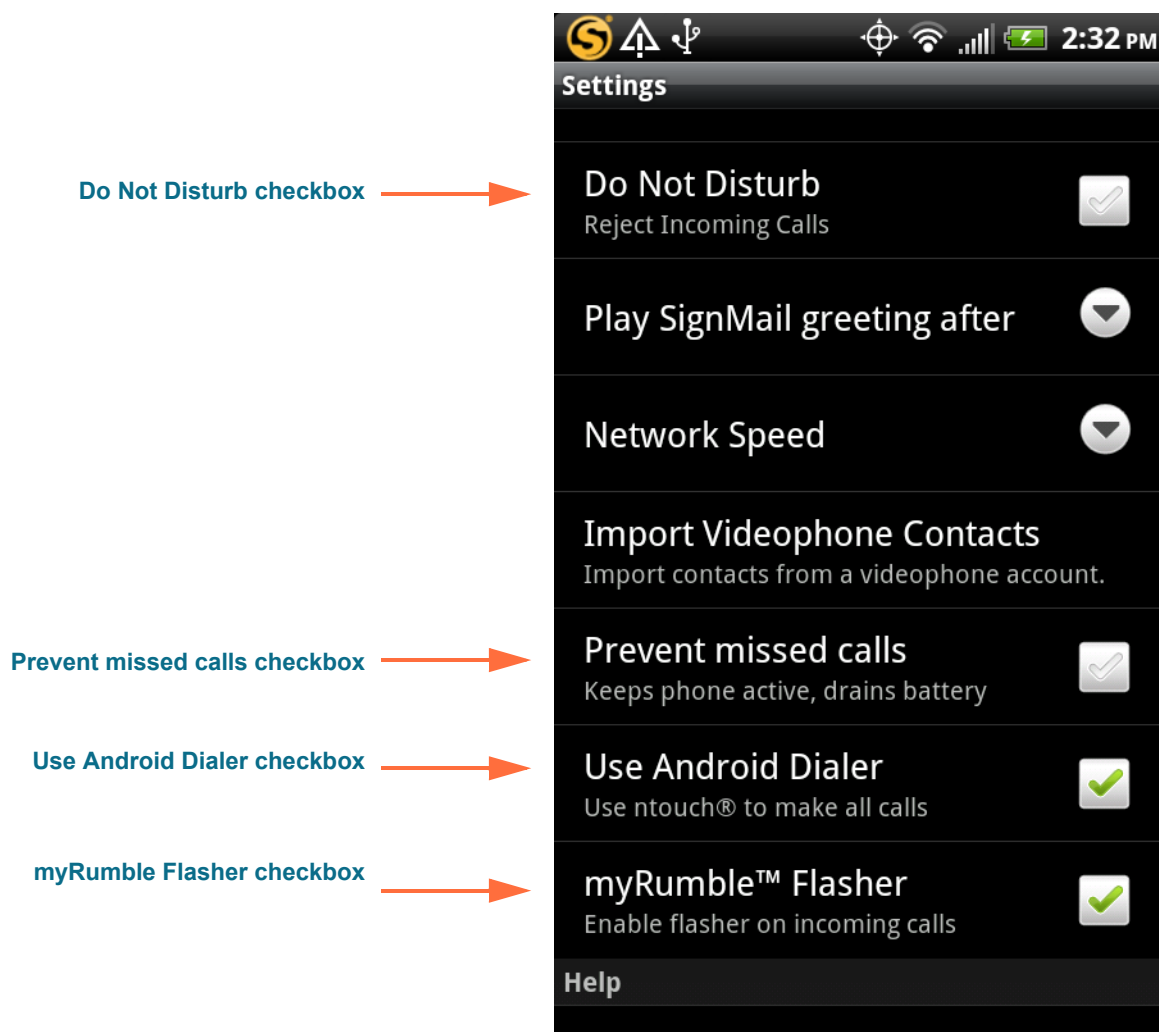 2:32 PM
Settings
Do Not Disturb checkbox
Do Not Disturb
Reject Incoming Calls
Play SignMail greeting after
Network Speed
Import Videophone Contacts
Import contacts from a videophone account.
Prevent missed calls checkbox
Prevent missed calls
Keeps phone active, drains battery
Use Android Dialer checkbox
Use Android Dialer
Use ntouch® to make all calls
myRumble Flasher checkbox
myRumble™ Flasher
Enable flasher on incoming calls
Help